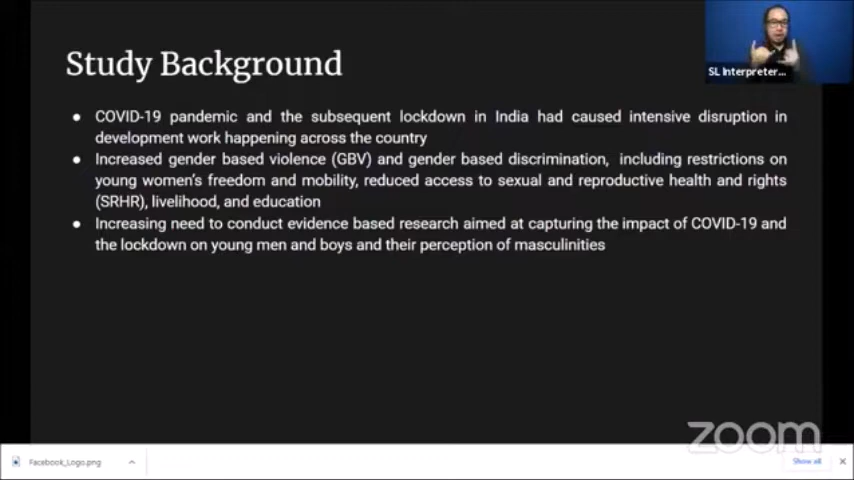 Study Background
SL Interpreter...
● COVID-19 pandemic and the subsequent lockdown in India had caused intensive disruption in
development work happening across the country
● Increased gender based violence (GBV) and gender based discrimination, including restrictions on
young women's freedom and mobility, reduced access to sexual and reproductive health and rights
(SRHR), livelihood, and education
● Increasing need to conduct evidence based research aimed at capturing the impact of COVID-19 and
the lockdown on young men and boys and their perception of masculinities
zoom
Facebook_Logo.png
Show all